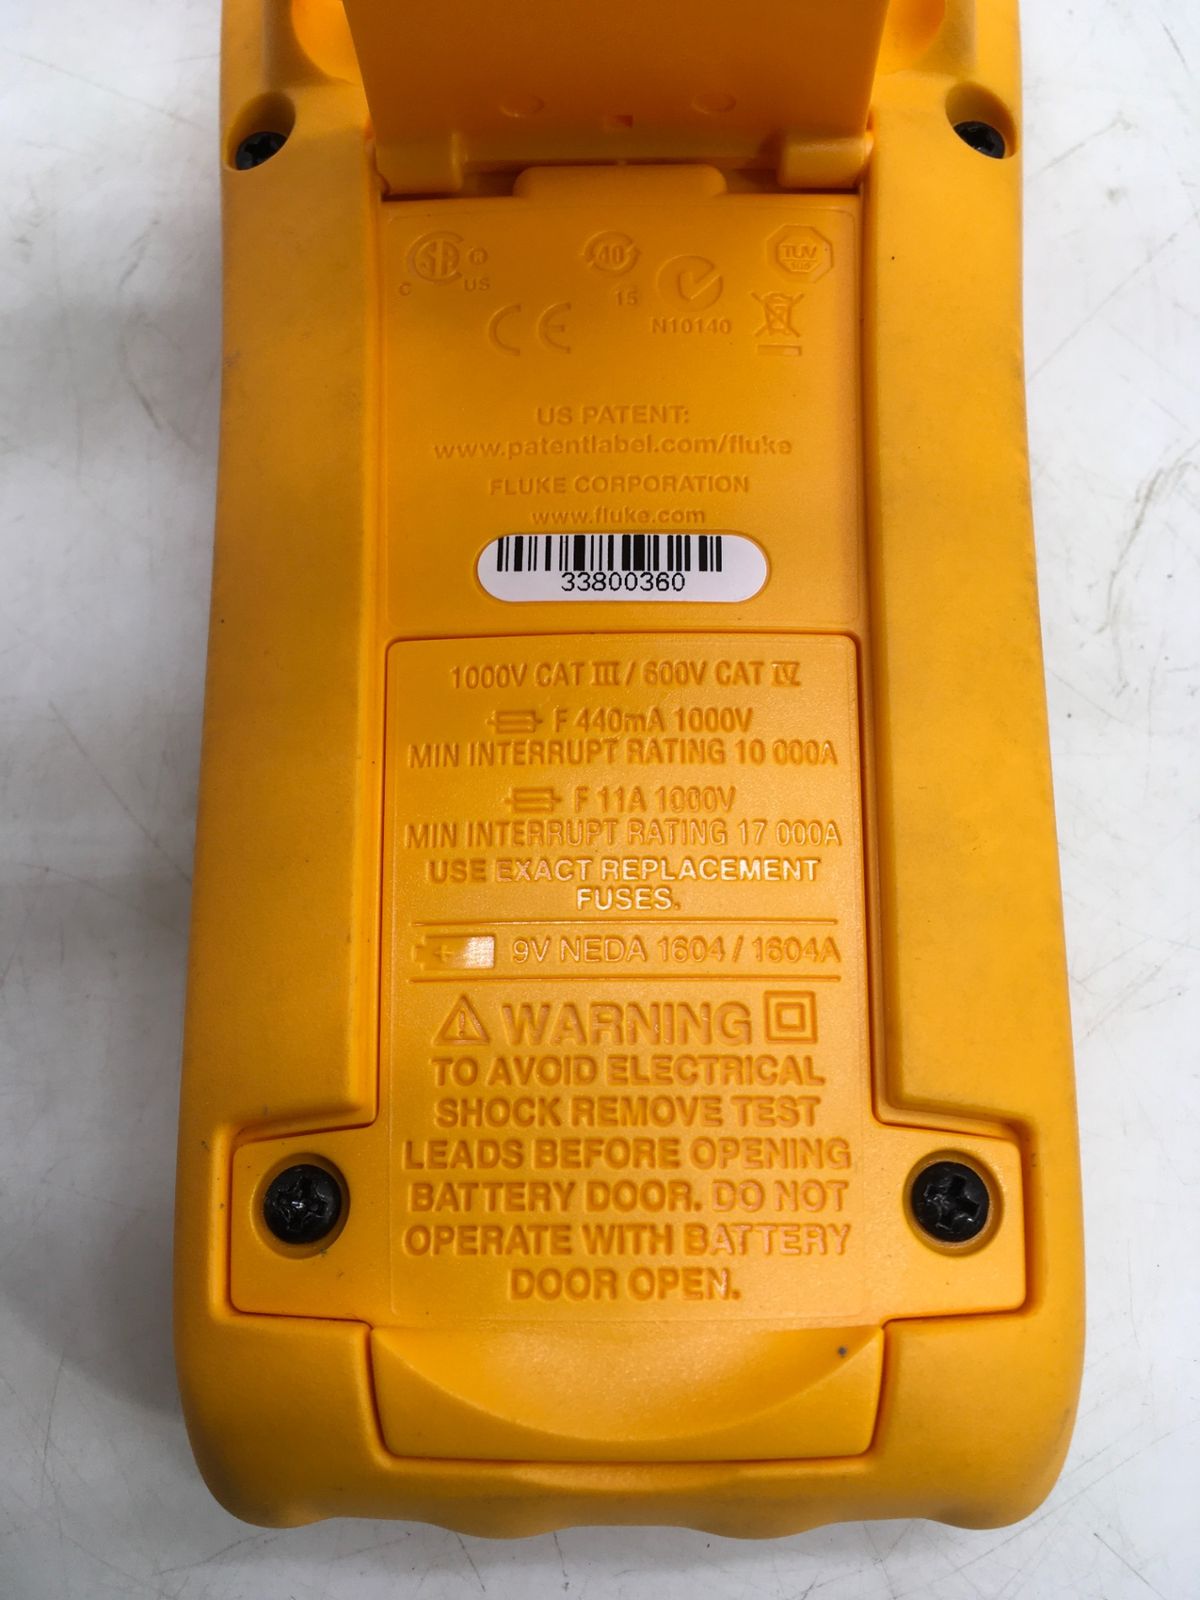 C SA ® US
40
15
N10140
TUV
CE
US PATENT:
www.patentlabel.com/fluke
FLUKE CORPORATION
www.fluke.com
33800360
1000V CAT III / 600V CAT IV
F 440mA 1000V
MIN INTERRUPT RATING 10 000A
F 11A 1000V
MIN INTERRUPT RATING 17 000A
USE EXACT REPLACEMENT
FUSES.
+ 9V NEDA 1604 / 1604A
WARNING
TO AVOID ELECTRICAL
SHOCK REMOVE TEST
LEADS BEFORE OPENING
BATTERY DOOR. DO NOT
OPERATE WITH BATTERY
DOOR OPEN.